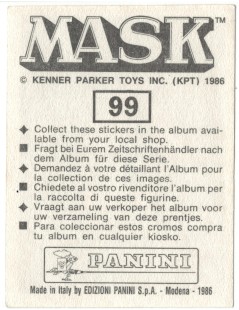 MASK™
© KENNER PARKER TOYS INC. (KPT) 1986
99
Collect these stickers in the album avai-
lable from your local shop.
Fragt bei Eurem Zeitschriftenhändler nach
dem Album für diese Serie.
Demandez à votre détaillant l'Album pour
la collection de ces images.
Chiedete al vostro rivenditore l'album per
la raccolta di queste figurine.
Vraagt aan uw verkoper het album voor
uw verzameling van deze prentjes.
Para coleccionar estos cromos compra
tu album en cualquier kiosko.
PANINI
Made in Italy by EDIZIONI PANINI S.p.A. - Modena - 1986